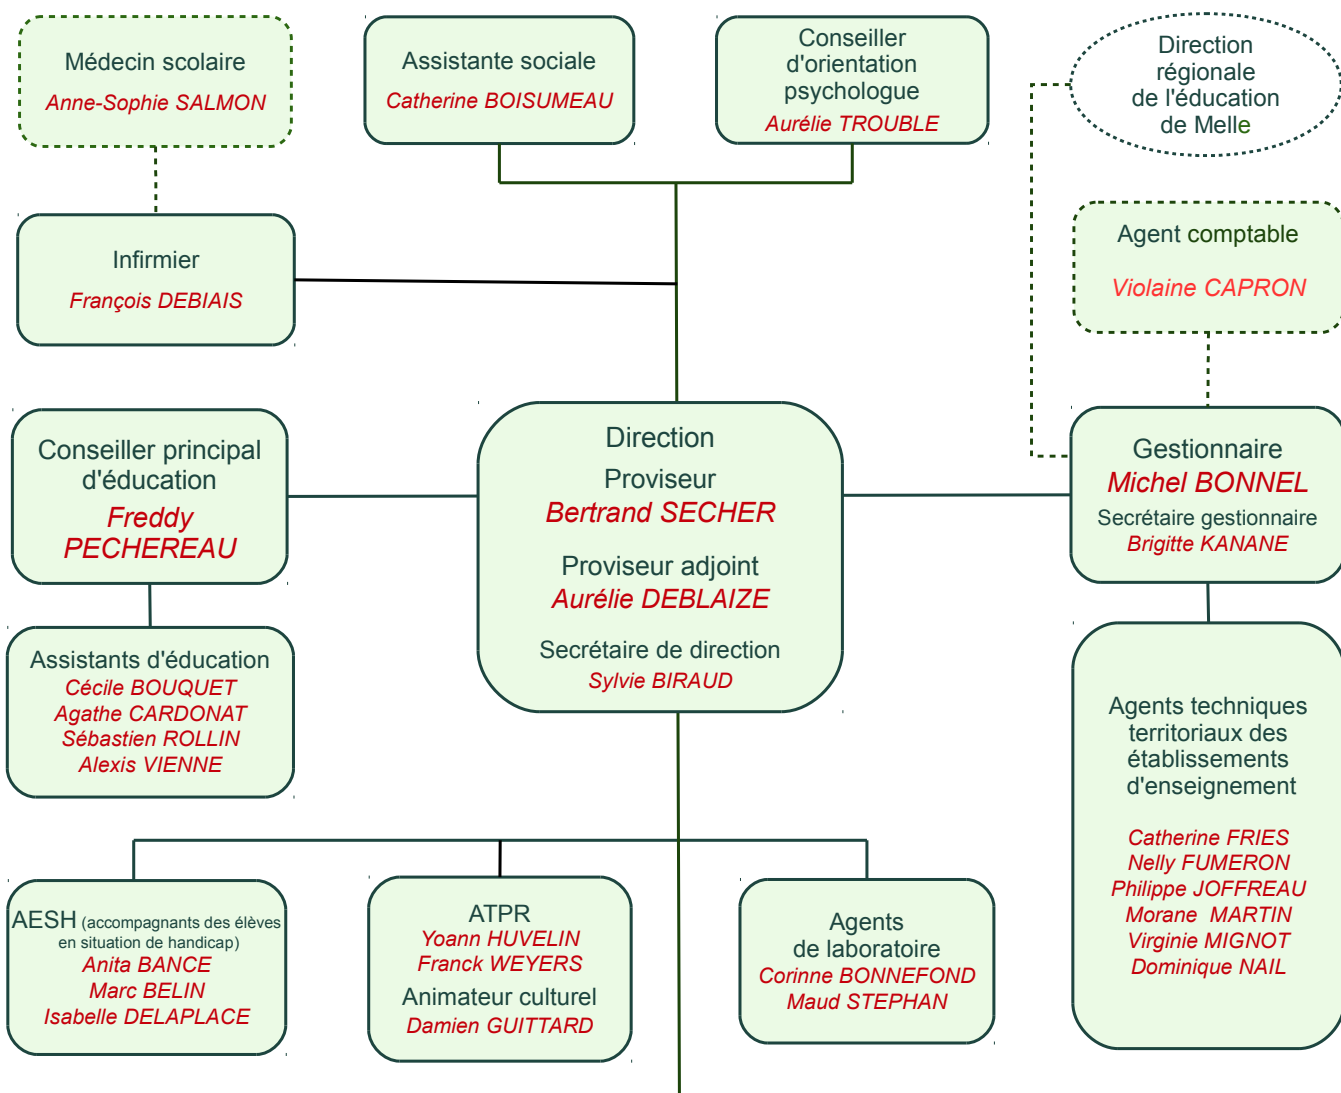 Médecin scolaire
Anne-Sophie SALMON
Assistante sociale
Catherine BOISUMEAU
Conseiller
d'orientation
psychologue
Aurélie TROUBLE
Direction
régionale
de l'éducation
de Melle
Infirmier
François DEBIAIS
Agent comptable
Violaine CAPRON
Conseiller principal
d'éducation
Freddy
PECHEREAU
Direction
Proviseur
Bertrand SECHER
Proviseur adjoint
Aurélie DEBLAIZE
Secrétaire de direction
Sylvie BIRAUD
Gestionnaire
Michel BONNEL
Secrétaire gestionnaire
Brigitte KANANE
Assistants d'éducation
Cécile BOUQUET
Agathe CARDONAT
Sébastien ROLLIN
Alexis VIENNE
Agents techniques
territoriaux des
établissements
d'enseignement
Catherine FRIES
Nelly FUMERON
Philippe JOFFREAU
Morane MARTIN
Virginie MIGNOT
Dominique NAIL
AESH (accompagnants des élèves
en situation de handicap)
Anita BANCE
Marc BELIN
Isabelle DELAPLACE
ATPR
Yoann HUVELIN
Franck WEYERS
Animateur culturel
Damien GUITTARD
Agents
de laboratoire
Corinne BONNEFOND
Maud STEPHAN